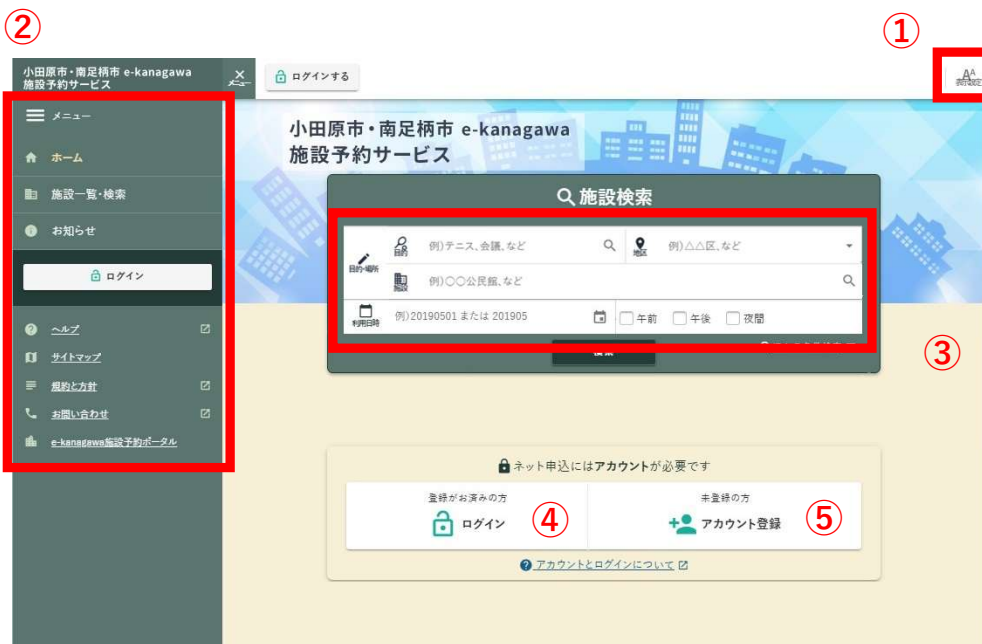 ②
①
小田原市・南足柄市 e-kanagawa
施設予約サービス
メニュー
ログインする
表示設定
メニュー
ホーム
施設一覧・検索
お知らせ
ログイン
ヘルプ
サイトマップ
規約と方針
お問い合わせ
e-kanagawa施設予約ポータル
小田原市・南足柄市 e-kanagawa
施設予約サービス
施設検索
目的・場所
目的
例)テニス、会議、など
地区
例)△△区、など
施設
例)○○公民館、など
利用日時
例)20190501 または 201905
午前
午後
夜間
検索
③
ネット申込にはアカウントが必要です
登録がお済みの方
ログイン
④
未登録の方
アカウント登録
⑤
アカウントとログインについて